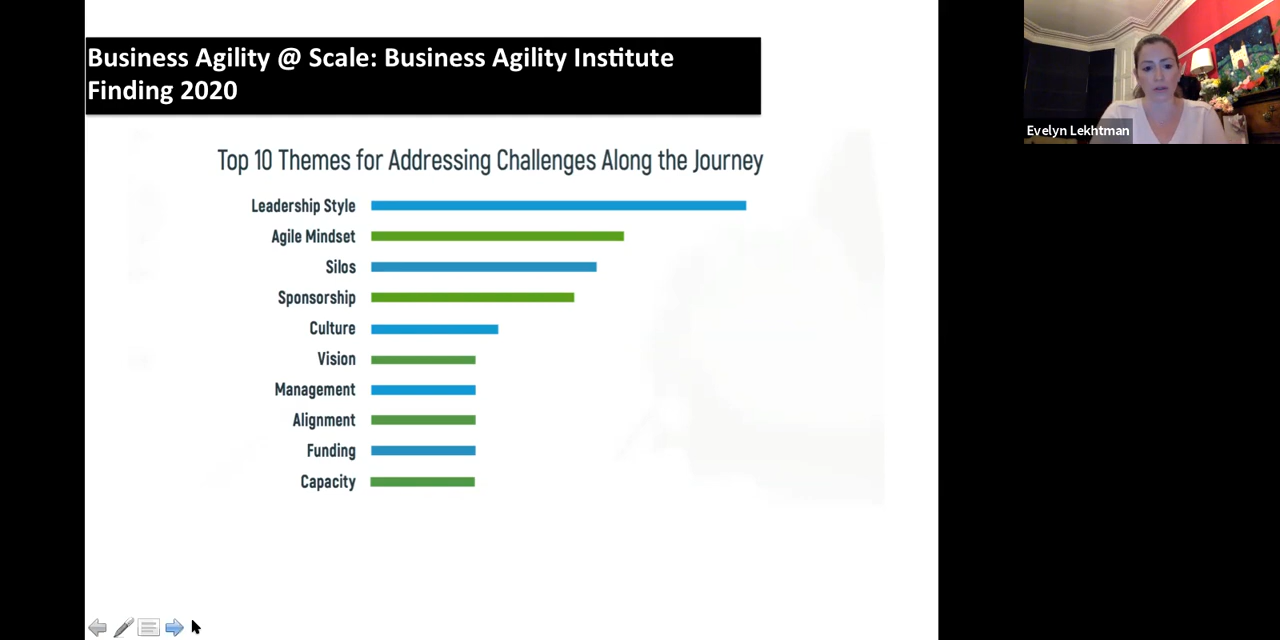 Business Agility @ Scale: Business Agility Institute
Finding 2020
Top 10 Themes for Addressing Challenges Along the Journey
Leadership Style
Agile Mindset
Silos
Sponsorship
Culture
Vision
Management
Alignment
Funding
Capacity
Evelyn Lekhtman